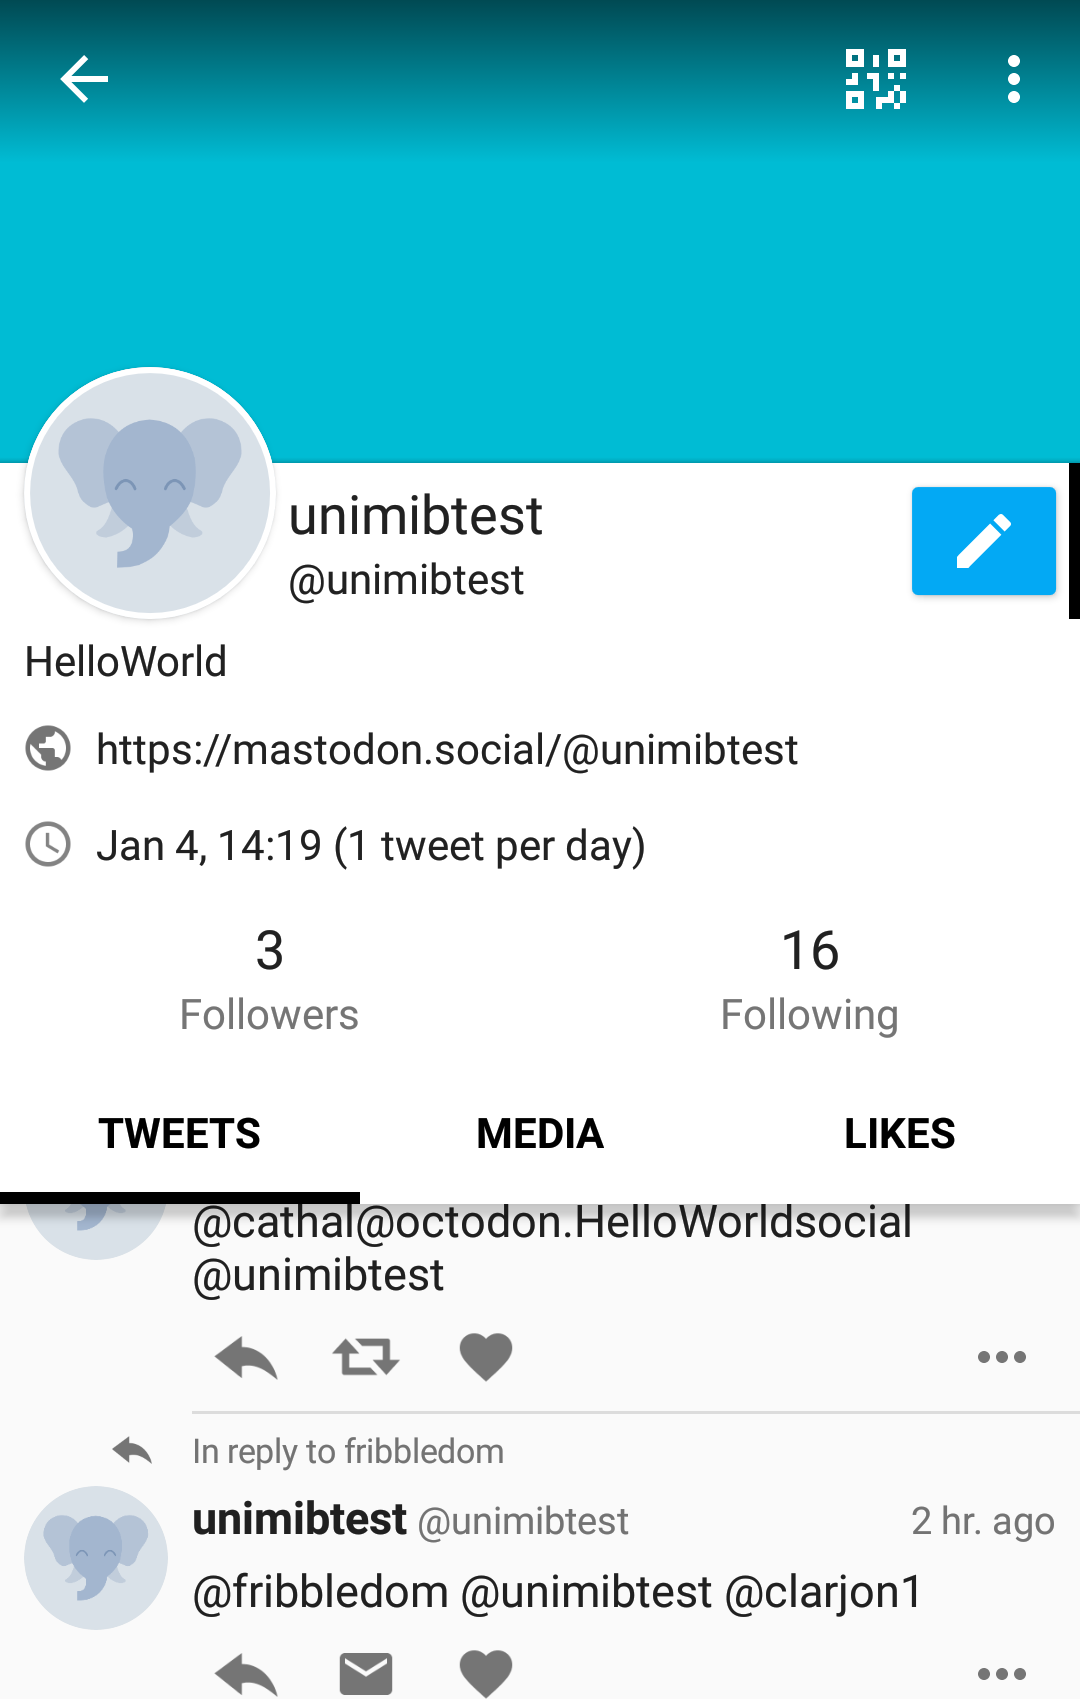 unimibtest
@unimibtest
HelloWorld
https://mastodon.social/@unimibtest
Jan 4, 14:19 (1 tweet per day)
3 16
Followers Following
TWEETS MEDIA LIKES
@cathal@octodon.HelloWorldsocial
@unimibtest
In reply to fribbledom
unimibtest @unimibtest 2 hr. ago
@fribbledom @unimibtest @clarjon1